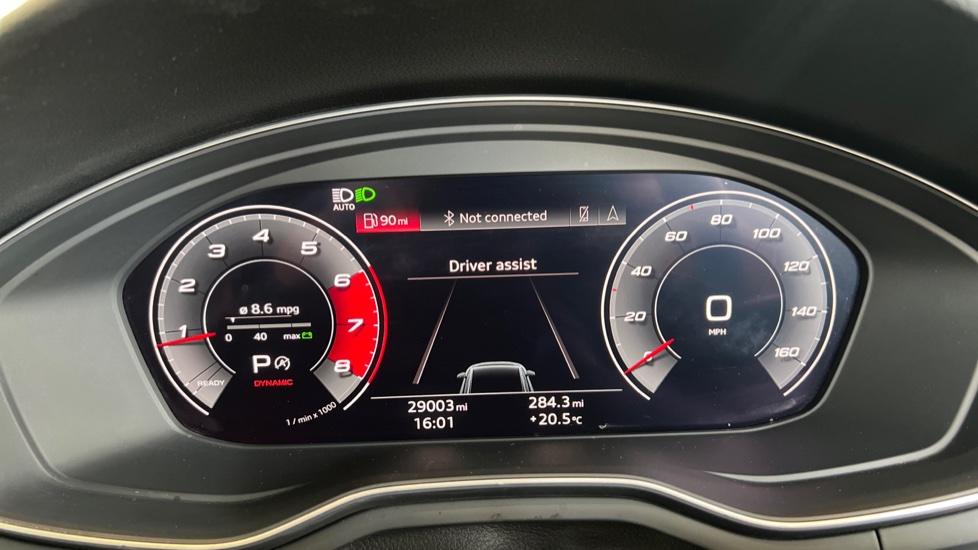 AUTO
90 mi
Not connected
Driver assist
1 2 3 4 5 6 7 8
ø 8.6 mpg
0 40 max
P
DYNAMIC
READY
1 / min x 1000
29003 mi
284.3 mi
16:01
+20.5 °C
0 20 40 60 80 100 120 140 160
0
MPH